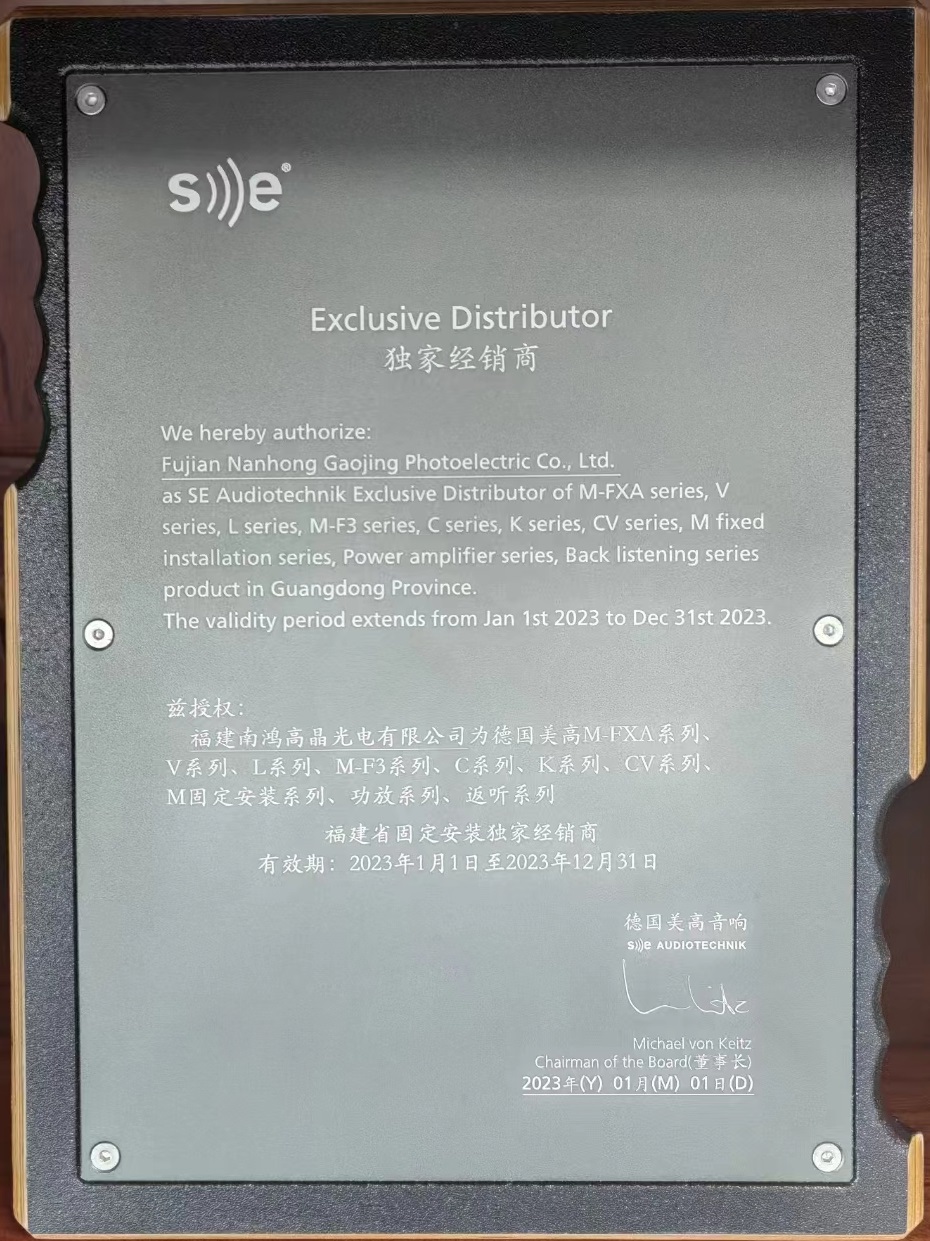 s)))e®
Exclusive Distributor
独家经销商
We hereby authorize:
Fujian Nanhong Gaojing Photoelectric Co., Ltd.
as SE Audiotechnik Exclusive Distributor of M-FXA series, V
series, L series, M-F3 series, C series, K series, CV series, M fixed
installation series, Power amplifier series, Back listening series
product in Guangdong Province.
The validity period extends from Jan 1st 2023 to Dec 31st 2023.
兹授权：
福建南鸿高晶光电有限公司为德国美高M-FXA系列、
V系列、L系列、M-F3系列、C系列、K系列、CV系列、
M固定安装系列、功放系列、返听系列
福建省固定安装独家经销商
有效期：2023年1月1日至2023年12月31日
德国美高音响
s)))e AUDIOTECHNIK
Michael von Keitz
Chairman of the Board(董事长)
2023年(Y) 01月(M) 01日(D)